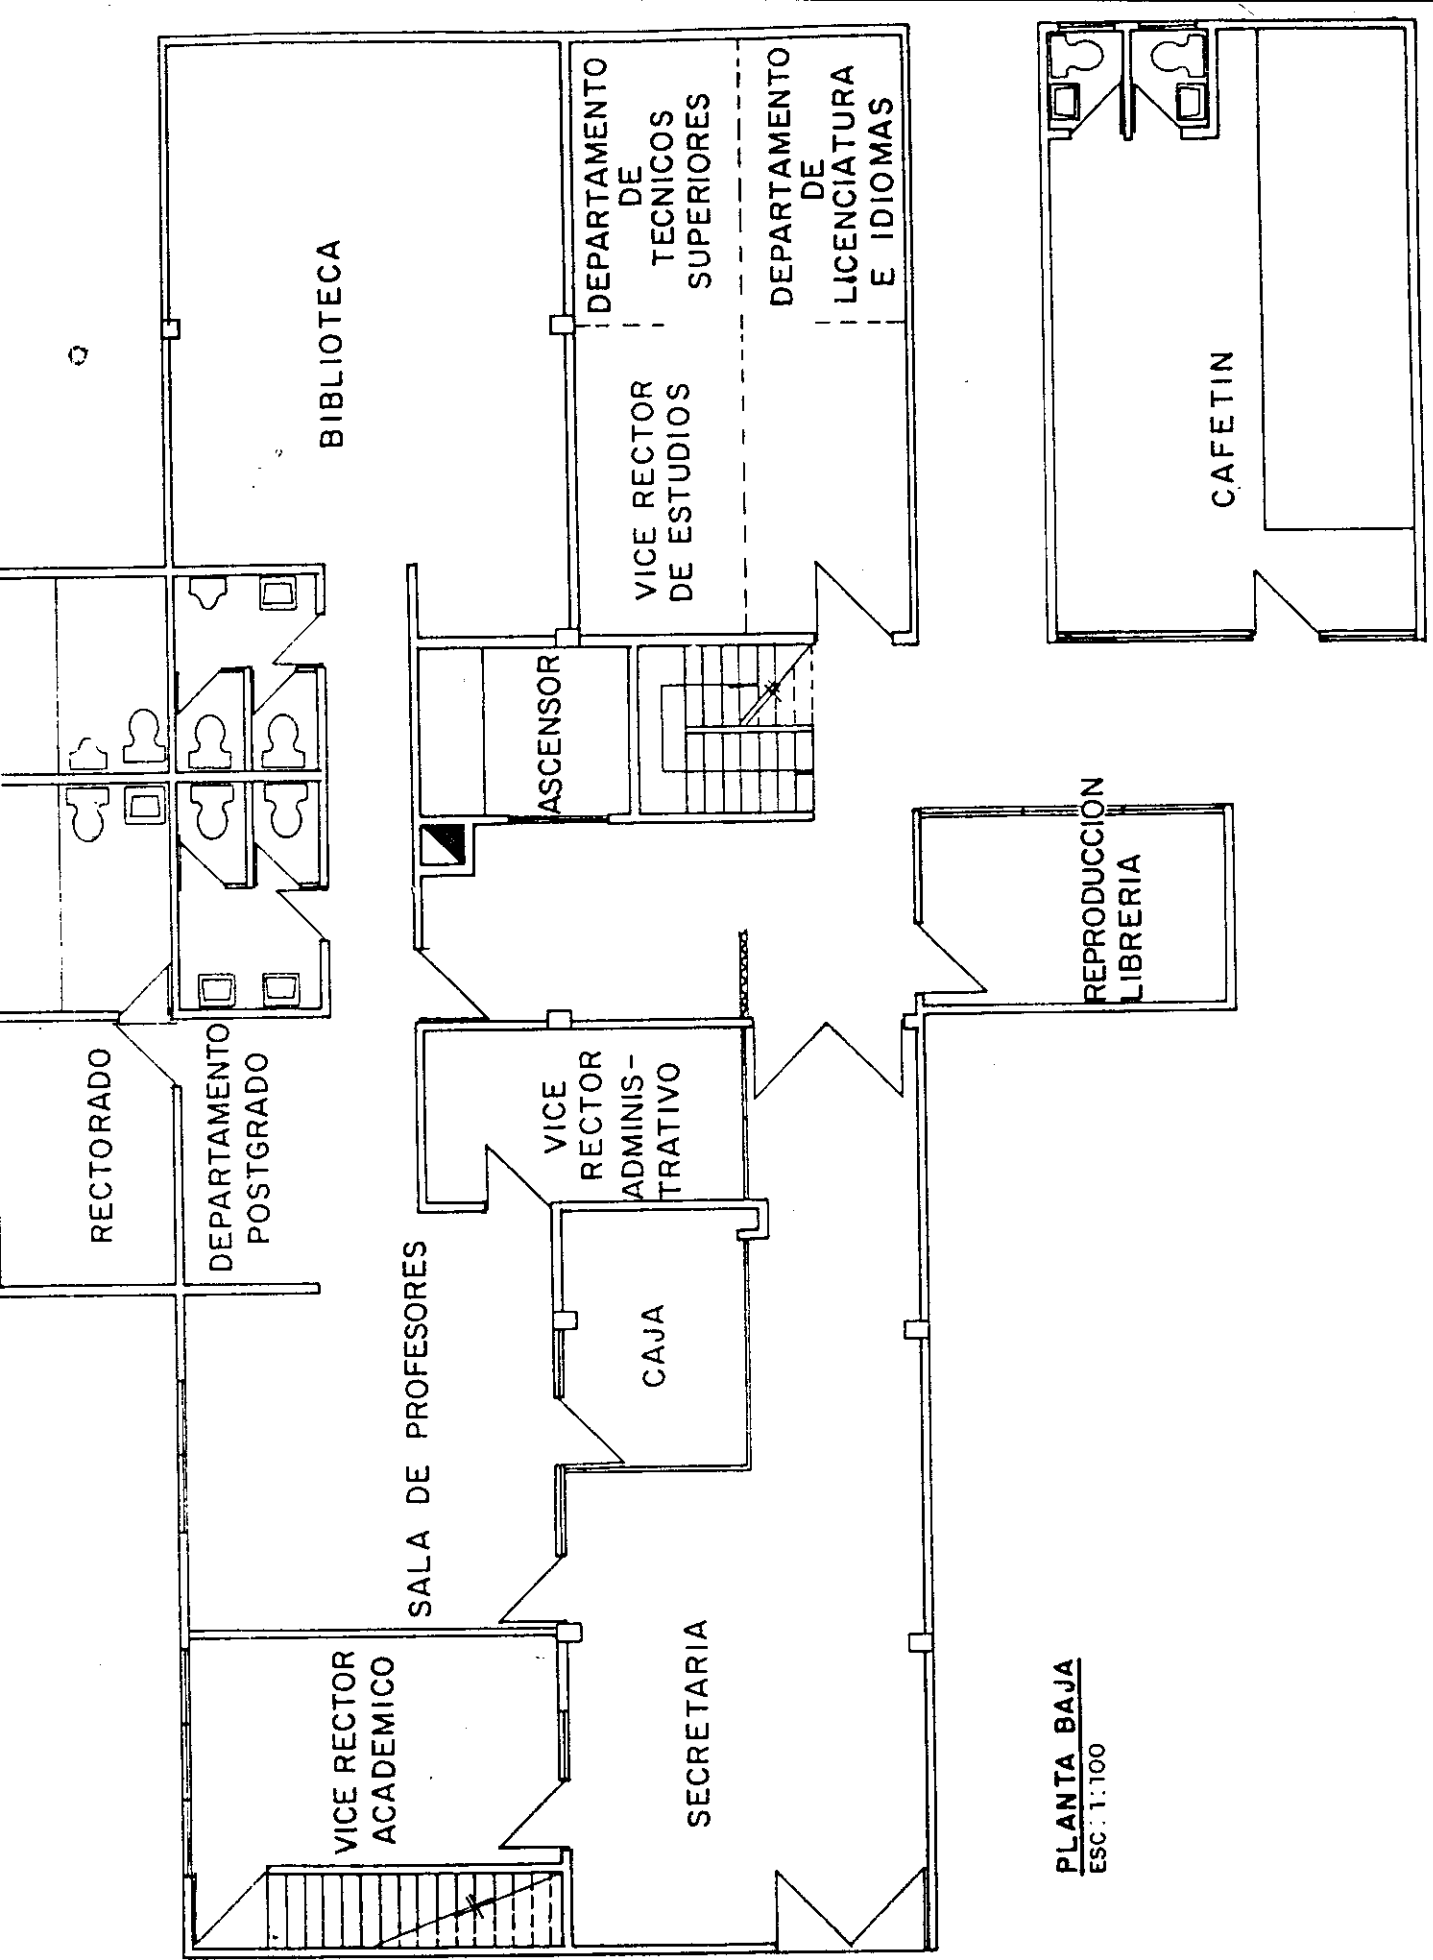 RECTORADO
DEPARTAMENTO
POSTGRADO
BIBLIOTECA
VICE RECTOR
ACADEMICO
SALA DE PROFESORES
VICE
RECTOR
ADMINIS-
TRATIVO
ASCENSOR
DEPARTAMENTO
DE
TECNICOS
SUPERIORES
VICE RECTOR
DE ESTUDIOS
DEPARTAMENTO
DE
LICENCIATURA
E IDIOMAS
CAJA
SECRETARIA
REPRODUCCION
LIBRERIA
CAFETIN
PLANTA BAJA
ESC: 1:100